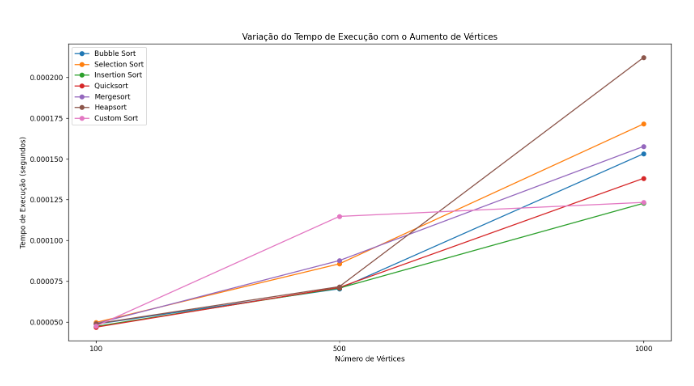 Variação do Tempo de Execução com o Aumento de Vértices
Bubble Sort
Selection Sort
Insertion Sort
Quicksort
Mergesort
Heapsort
Custom Sort
Tempo de Execução (segundos)
0.000200
0.000175
0.000150
0.000125
0.000100
0.000075
0.000050
100
500
1000
Número de Vértices